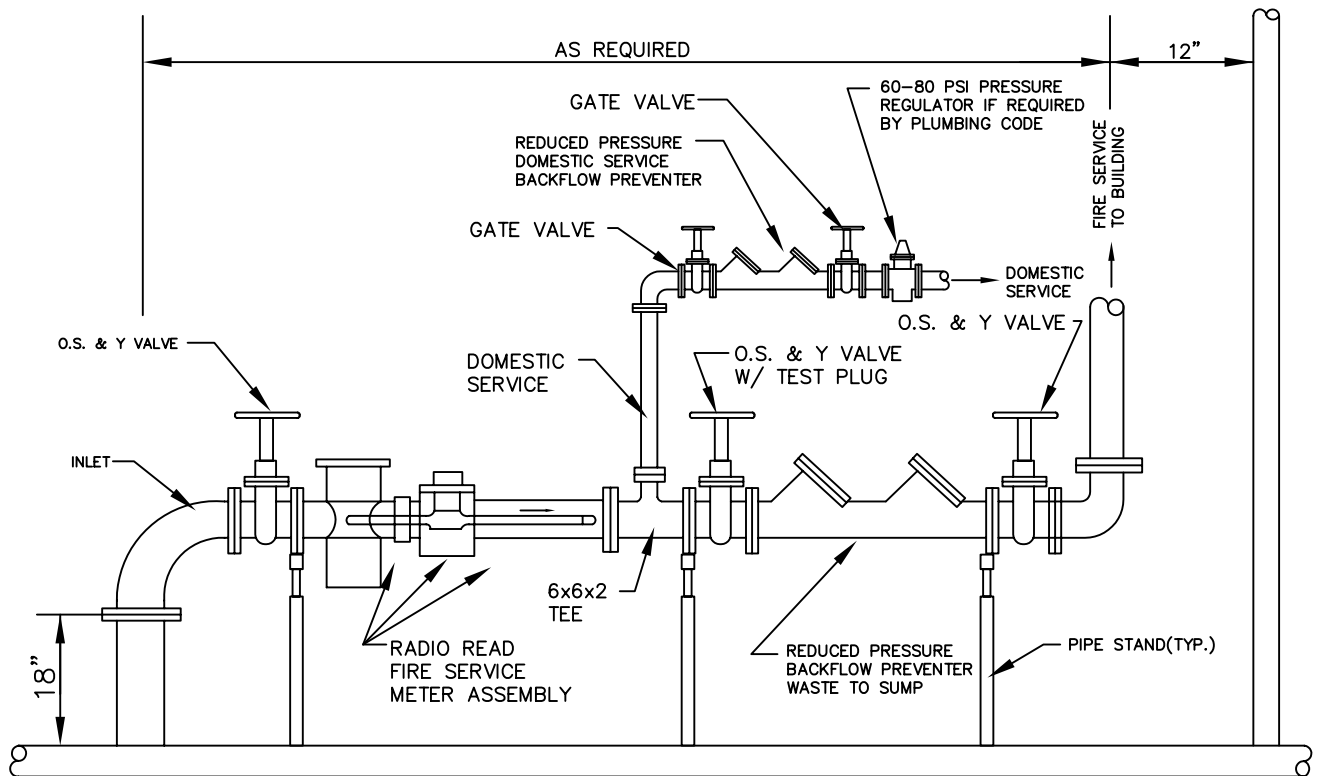 AS REQUIRED
12”
GATE VALVE
60-80 PSI PRESSURE
REGULATOR IF REQUIRED
BY PLUMBING CODE
REDUCED PRESSURE
DOMESTIC SERVICE
BACKFLOW PREVENTER
FIRE SERVICE
TO BUILDING
GATE VALVE
DOMESTIC
SERVICE
O.S. & Y VALVE
O.S. & Y VALVE
DOMESTIC
SERVICE
O.S. & Y VALVE
W/ TEST PLUG
INLET
6x6x2
TEE
18”
RADIO READ
FIRE SERVICE
METER ASSEMBLY
REDUCED PRESSURE
BACKFLOW PREVENTER
WASTE TO SUMP
PIPE STAND(TYP.)